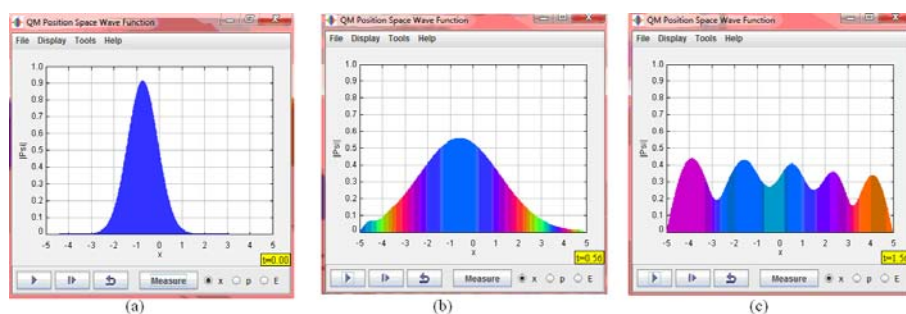 QM Position Space Wave Function
File Display Tools Help
|Psi|
1.0
0.9
0.8
0.7
0.6
0.5
0.4
0.3
0.2
0.1
0
-5 -4 -3 -2 -1 0 1 2 3 4 5
x
t=0.00
Measure x p E
(a)
QM Position Space Wave Function
File Display Tools Help
|Psi|
1.0
0.9
0.8
0.7
0.6
0.5
0.4
0.3
0.2
0.1
0
-5 -4 -3 -2 -1 0 1 2 3 4 5
x
t=0.56
Measure x p E
(b)
QM Position Space Wave Function
File Display Tools Help
|Psi|
1.0
0.9
0.8
0.7
0.6
0.5
0.4
0.3
0.2
0.1
0
-5 -4 -3 -2 -1 0 1 2 3 4 5
x
Measure x p E
(c)